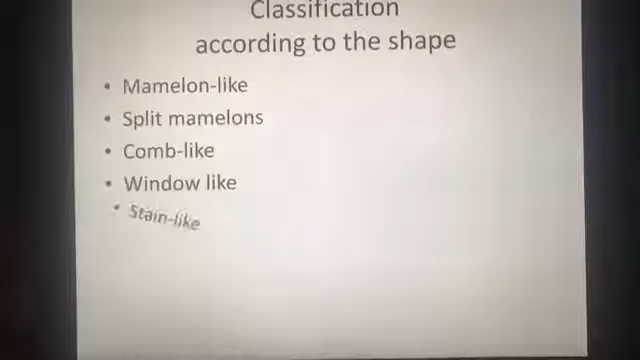 Classification
according to the shape
• Mamelon-like
• Split mamelons
• Comb-like
• Window like
• Stain-like